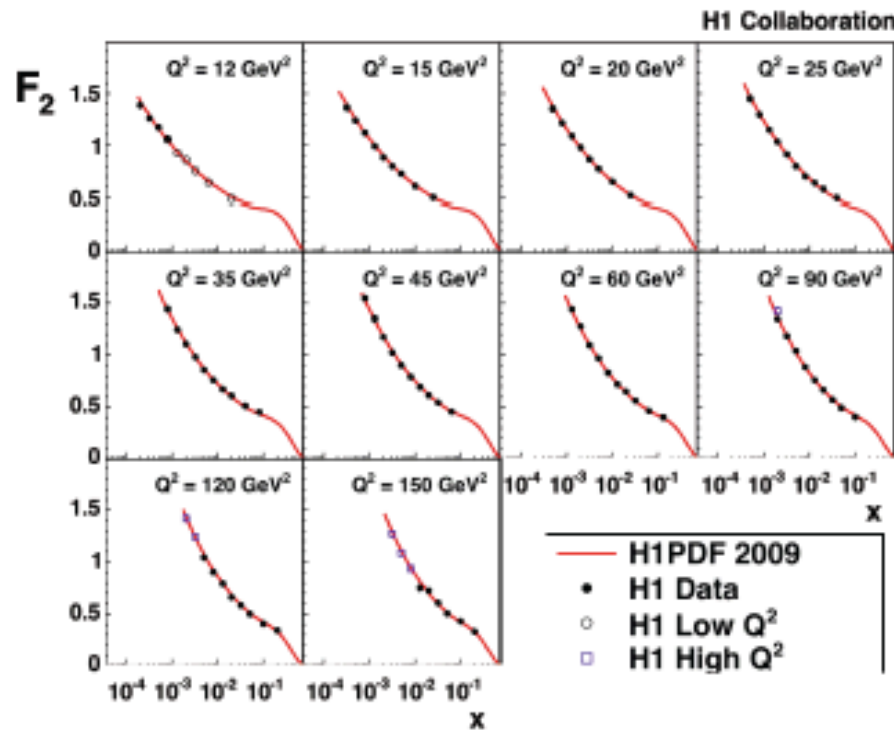 H1 Collaboration
F₂
Q² = 12 GeV²
Q² = 15 GeV²
Q² = 20 GeV²
Q² = 25 GeV²
1.5
1
0.5
0
Q² = 35 GeV²
Q² = 45 GeV²
Q² = 60 GeV²
Q² = 90 GeV²
1.5
1
0.5
0
10⁻⁴ 10⁻³ 10⁻² 10⁻¹
10⁻⁴ 10⁻³ 10⁻² 10⁻¹
x
Q² = 120 GeV²
Q² = 150 GeV²
1.5
1
0.5
0
10⁻⁴ 10⁻³ 10⁻² 10⁻¹
10⁻⁴ 10⁻³ 10⁻² 10⁻¹
x
H1PDF 2009
H1 Data
H1 Low Q²
H1 High Q²